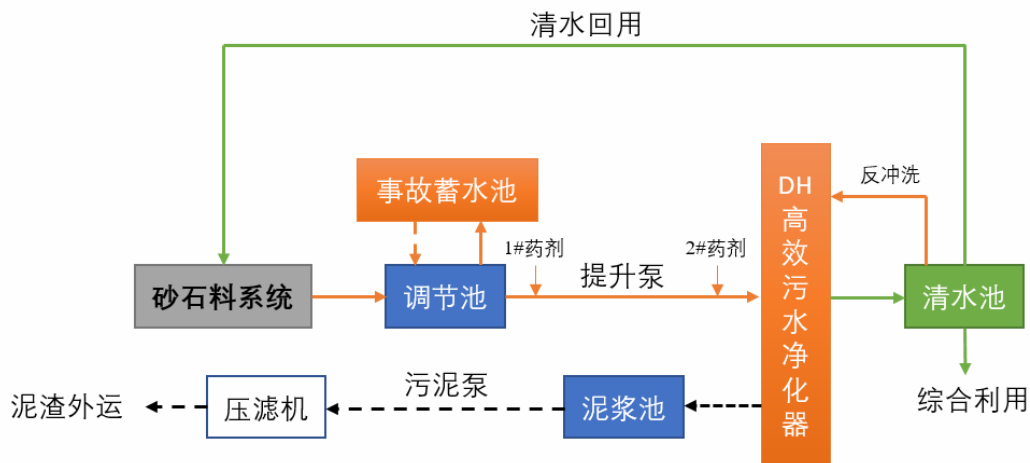 清水回用
事故蓄水池
DH高效污水净化器
反冲洗
1#药剂
2#药剂
砂石料系统
调节池
提升泵
清水池
泥渣外运
压滤机
污泥泵
泥浆池
综合利用